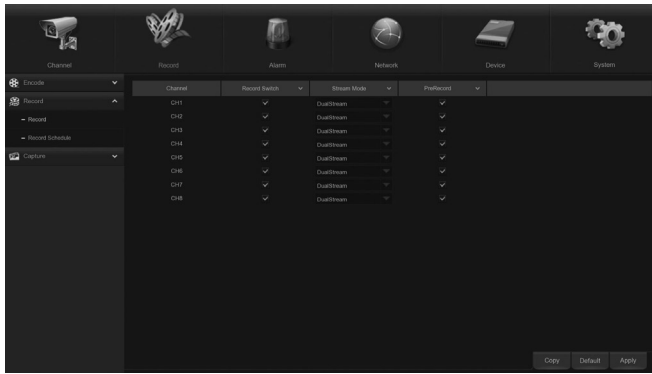 Channel Record Alarm Network Device System
Encode
Record
Record
Record Schedule
Capture
Channel Record Switch Stream Mode PreRecord
CH1 DualStream
CH2 DualStream
CH3 DualStream
CH4 DualStream
CH5 DualStream
CH6 DualStream
CH7 DualStream
CH8 DualStream
Copy Default Apply